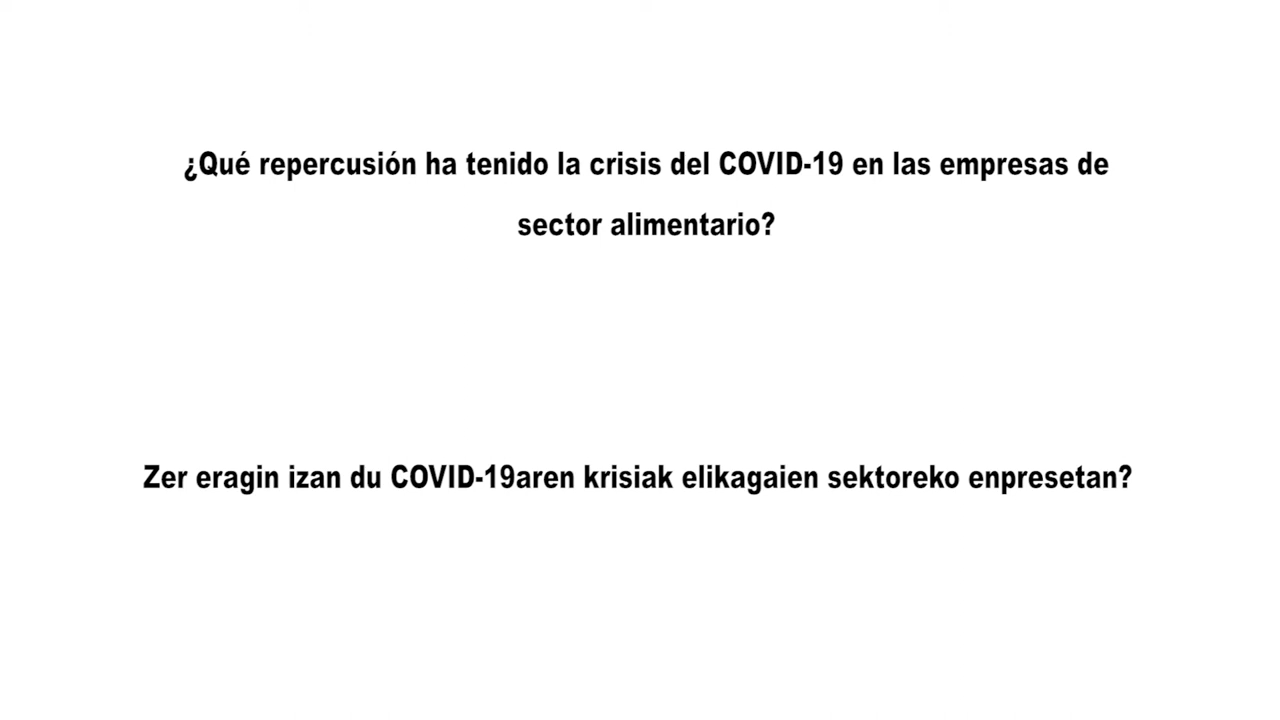 ¿Qué repercusión ha tenido la crisis del COVID-19 en las empresas de
sector alimentario?
Zer eragin izan du COVID-19aren krisiak elikagaien sektoreko enpresetan?